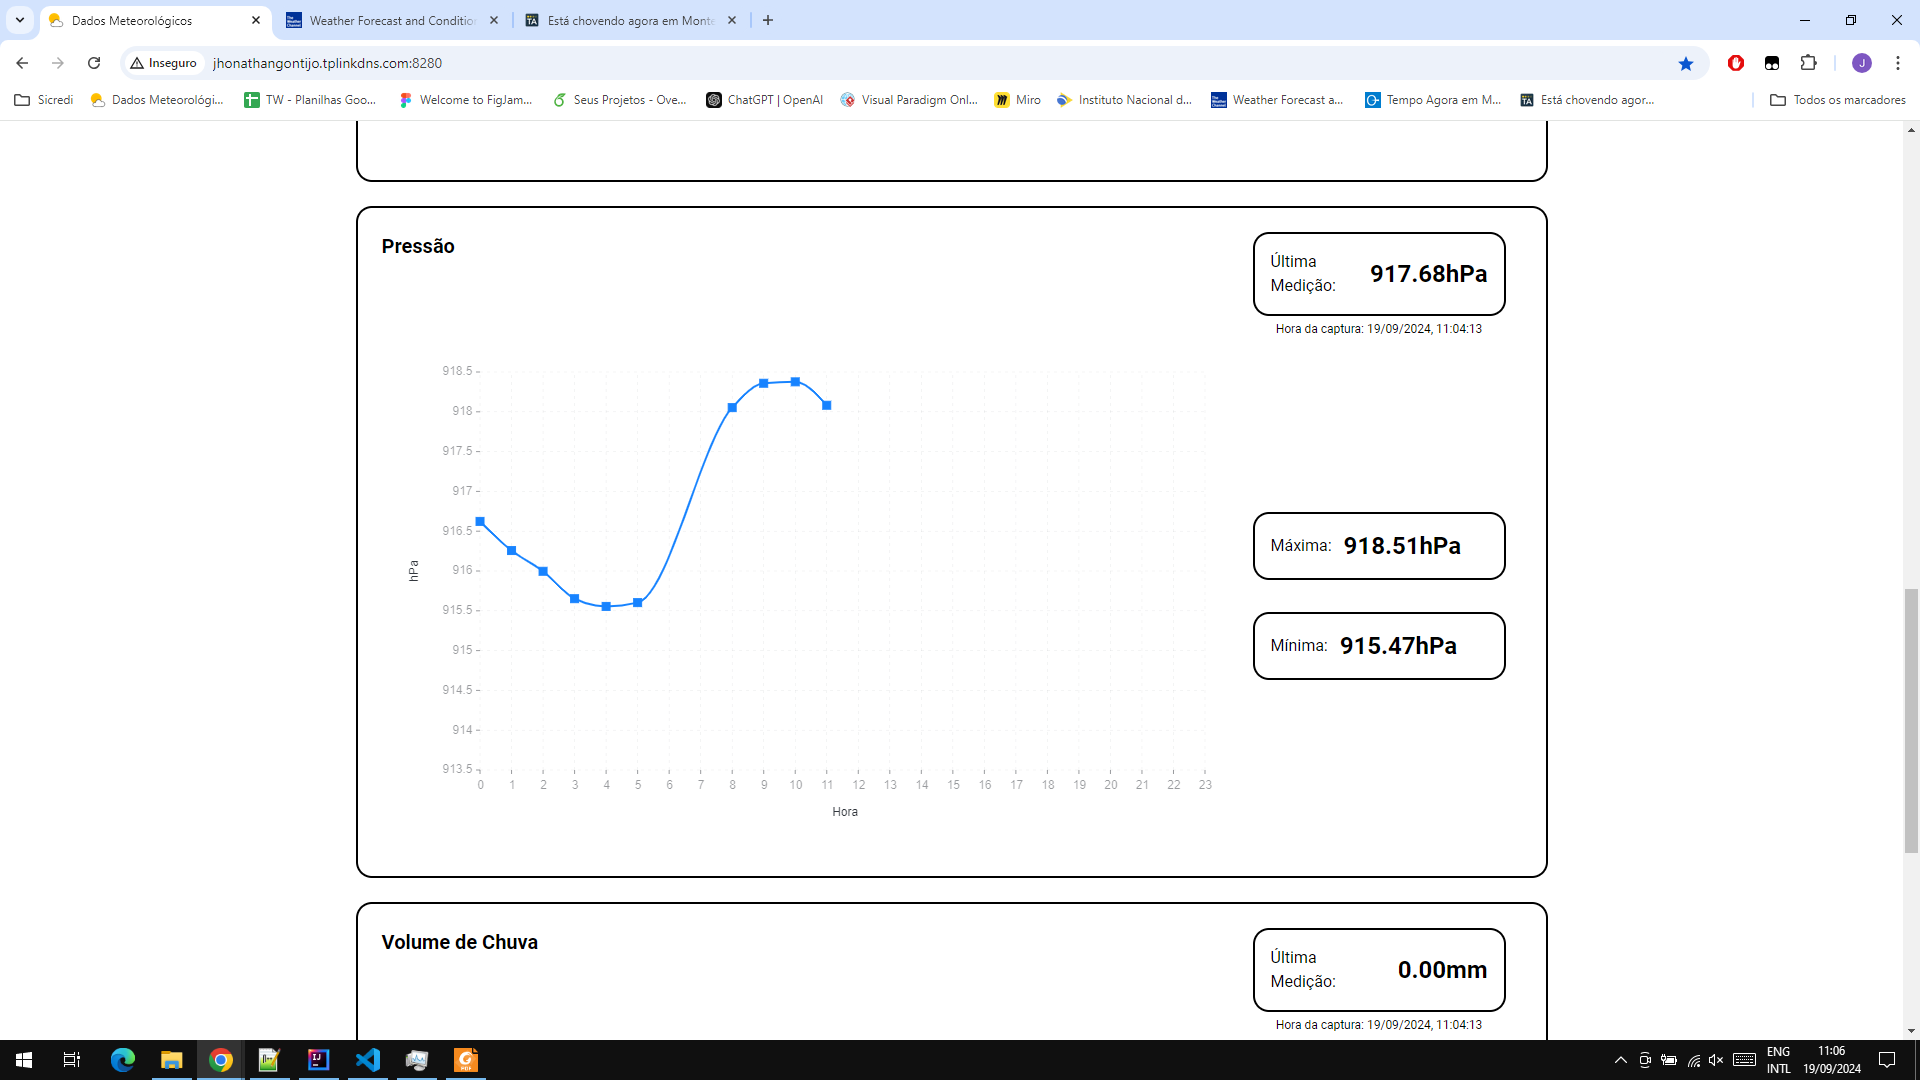 Dados Meteorológicos
Weather Forecast and Conditio
Está chovendo agora em Monte
Inseguro
jhonathangontijo.tplinkdns.com:8280
J
Sicredi
Dados Meteorológi...
TW - Planilhas Goo...
Welcome to FigJam...
Seus Projetos - Ove...
ChatGPT | OpenAI
Visual Paradigm Onl...
Miro
Instituto Nacional d...
Weather Forecast a...
Tempo Agora em M...
Está chovendo agor...
Todos os marcadores
Pressão
Última
Medição:
917.68hPa
Hora da captura: 19/09/2024, 11:04:13
918.5
918
917.5
917
916.5
916
915.5
915
914.5
914
913.5
hPa
0 1 2 3 4 5 6 7 8 9 10 11 12 13 14 15 16 17 18 19 20 21 22 23
Hora
Máxima: 918.51hPa
Mínima: 915.47hPa
Volume de Chuva
Última
Medição:
0.00mm
Hora da captura: 19/09/2024, 11:04:13
ENG
INTL
11:06
19/09/2024